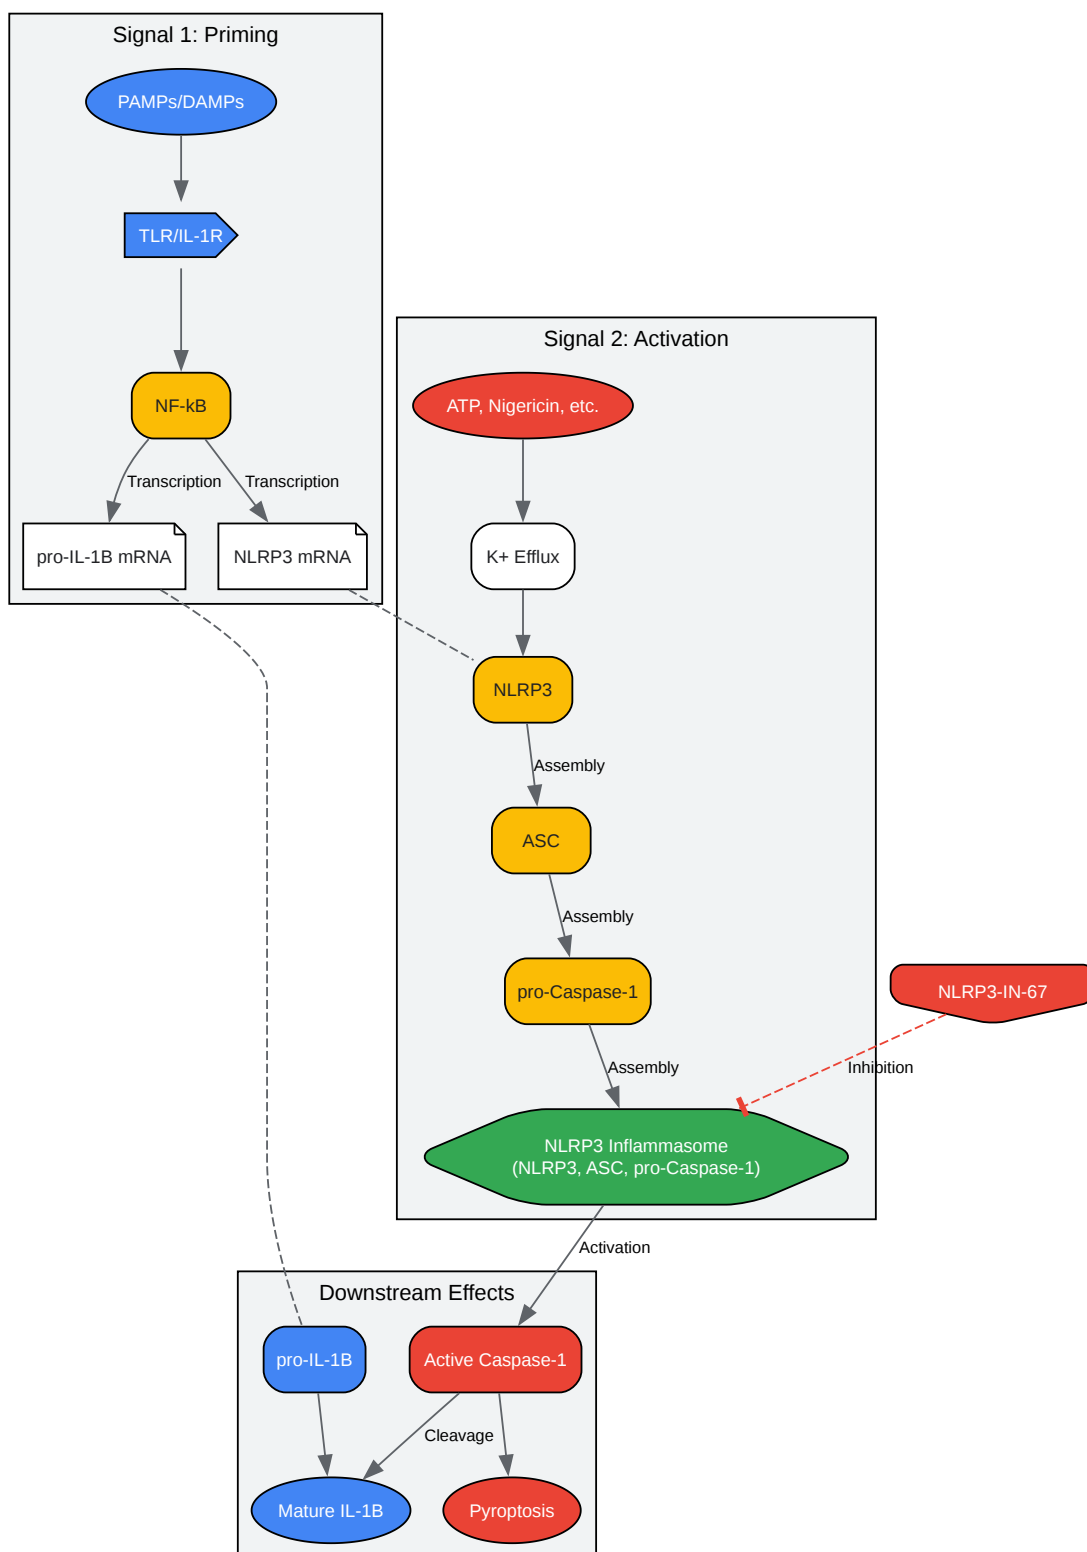 Signal 1: Priming
PAMPs/DAMPs
TLR/IL-1R
NF-kB
Transcription
Transcription
pro-IL-1B mRNA
NLRP3 mRNA
Signal 2: Activation
ATP, Nigericin, etc.
K+ Efflux
NLRP3
Assembly
ASC
Assembly
pro-Caspase-1
NLRP3-IN-67
Assembly
Inhibition
NLRP3 Inflammasome
(NLRP3, ASC, pro-Caspase-1)
Activation
Downstream Effects
pro-IL-1B
Active Caspase-1
Cleavage
Mature IL-1B
Pyroptosis